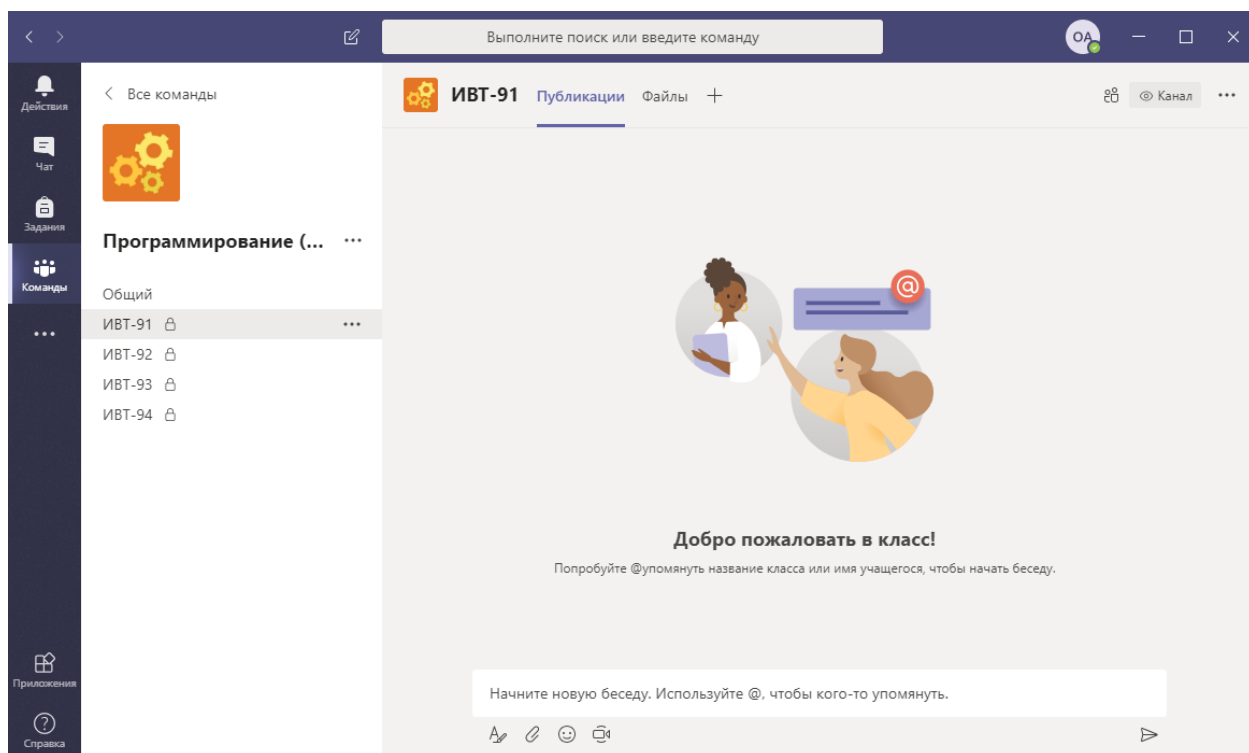 Выполните поиск или введите команду
ОА
Действия
Чат
Задания
Команды
Приложения
Справка
Все команды
Программирование (...
Общий
ИВТ-91
ИВТ-92
ИВТ-93
ИВТ-94
ИВТ-91 Публикации Файлы
Канал
@
Добро пожаловать в класс!
Попробуйте @упомянуть название класса или имя учащегося, чтобы начать беседу.
Начните новую беседу. Используйте @, чтобы кого-то упомянуть.